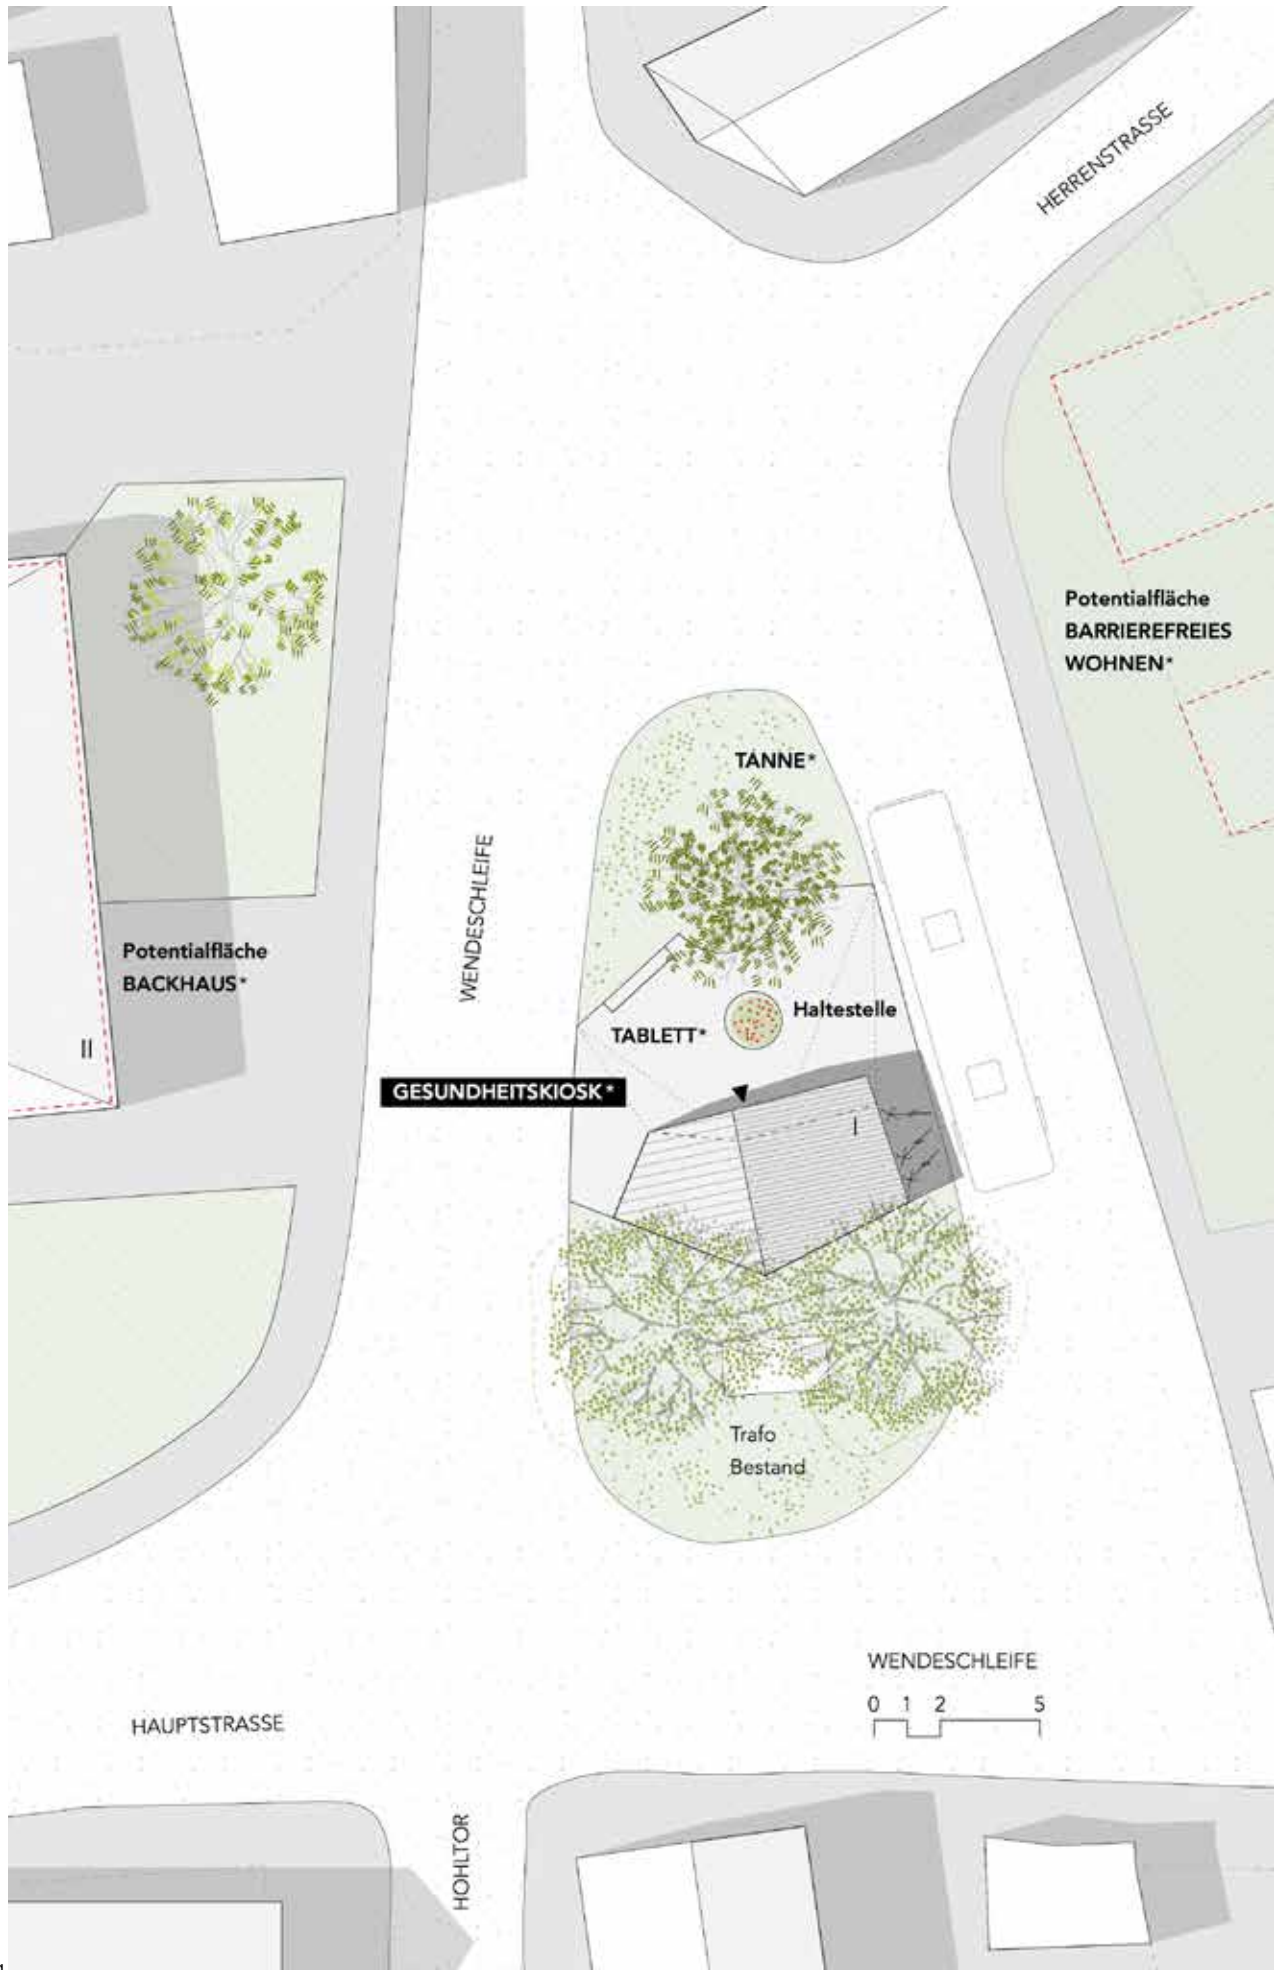 HERRENSTRASSE
Potentialfläche
BARRIEREFREIES
WOHNEN*
TANNE*
WENDESCHLEIFE
Potentialfläche
BACKHAUS*
II
Haltestelle
TABLETT*
GESUNDHEITSKIOSK*
I
Trafo
Bestand
WENDESCHLEIFE
0 1 2 5
HAUPTSTRASSE
HOHLTOR